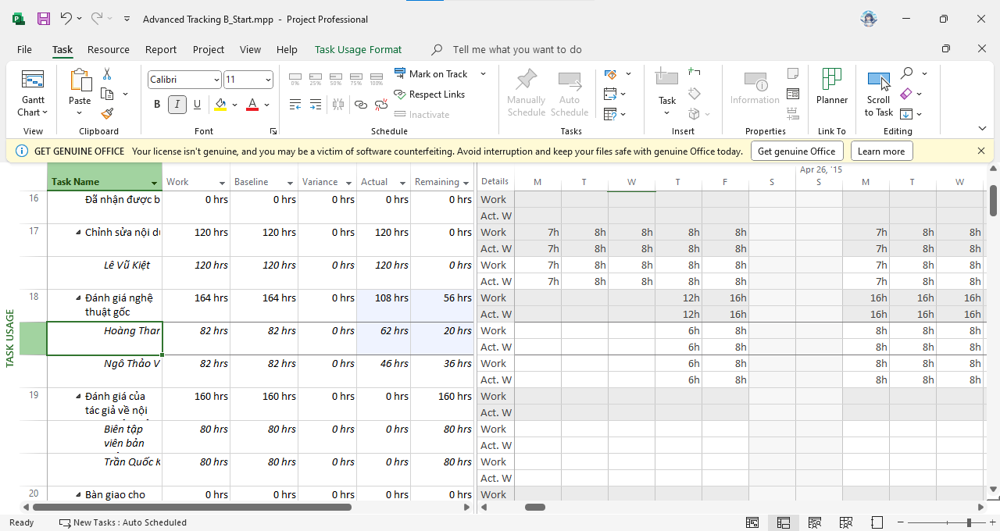 Advanced Tracking B_Start.mpp - Project Professional
File Task Resource Report Project View Help Task Usage Format Tell me what you want to do
Gantt Chart
View
Paste
Clipboard
Calibri 11
B I U A
Font
0% 25% 50% 75% 100%
Mark on Track
Respect Links
Inactivate
Schedule
Manually Schedule
Auto Schedule
Tasks
Task
Insert
Information
Properties
Planner
Link To
Scroll to Task
Editing
GET GENUINE OFFICE Your license isn't genuine, and you may be a victim of software counterfeiting. Avoid interruption and keep your files safe with genuine Office today. Get genuine Office Learn more
Apr 26, '15
Task Name Work Baseline Variance Actual Remaining Details M T W T F S S M T W
16 Đã nhận được b 0 hrs 0 hrs 0 hrs 0 hrs 0 hrs Work
Act. W
17 Chỉnh sửa nội du 120 hrs 120 hrs 0 hrs 120 hrs 0 hrs Work 7h 8h 8h 8h 8h 7h 8h 8h
Act. W 7h 8h 8h 8h 8h 7h 8h 8h
Lê Vũ Kiệt 120 hrs 120 hrs 0 hrs 120 hrs 0 hrs Work 7h 8h 8h 8h 8h 7h 8h 8h
Act. W 7h 8h 8h 8h 8h 7h 8h 8h
18 Đánh giá nghệ 164 hrs 164 hrs 0 hrs 108 hrs 56 hrs Work 12h 16h 16h 16h 16h
thuật gốc Act. W 12h 16h 16h 16h 16h
Hoàng Than 82 hrs 82 hrs 0 hrs 62 hrs 20 hrs Work 6h 8h 8h 8h 8h
Act. W 6h 8h 8h 8h 8h
Ngô Thảo V 82 hrs 82 hrs 0 hrs 46 hrs 36 hrs Work 6h 8h 8h 8h 8h
Act. W 6h 8h 8h 8h 8h
19 Đánh giá của 160 hrs 160 hrs 0 hrs 0 hrs 160 hrs Work
tác giả về nội Act. W
Biên tập 80 hrs 80 hrs 0 hrs 0 hrs 80 hrs Work
viên bản Act. W
Trần Quốc K 80 hrs 80 hrs 0 hrs 0 hrs 80 hrs Work
Act. W
20 Bàn giao cho 0 hrs 0 hrs 0 hrs 0 hrs 0 hrs Work
TASK USAGE
Ready New Tasks : Auto Scheduled